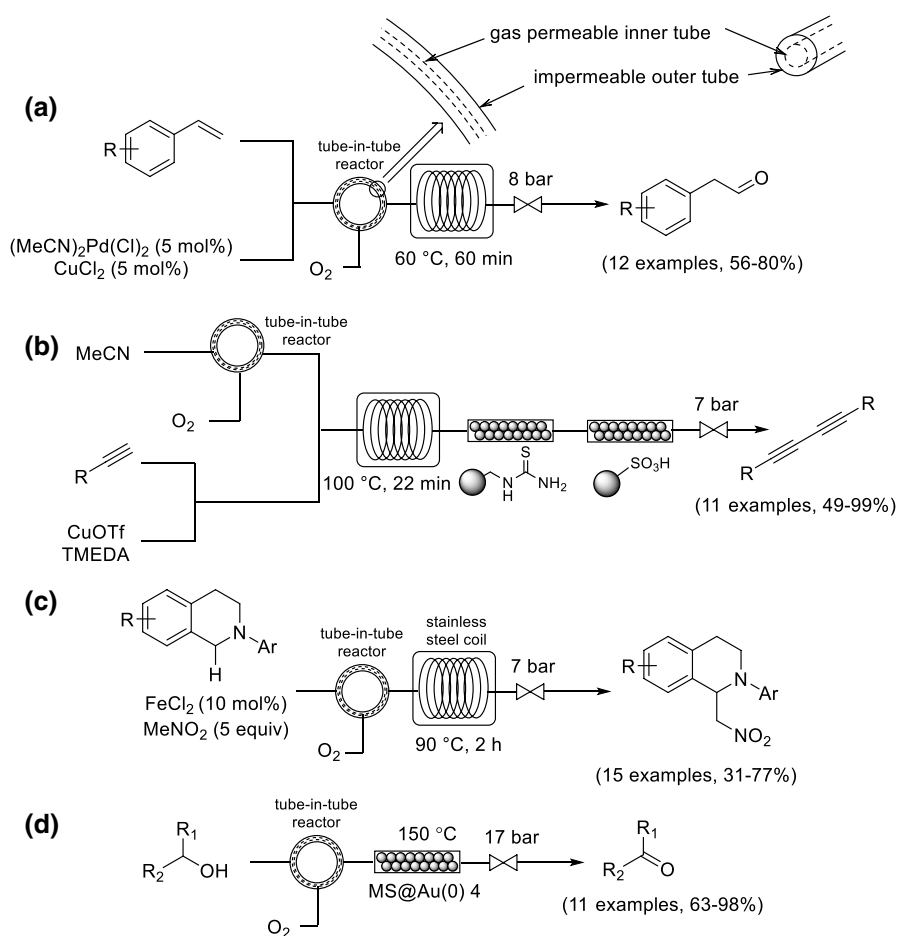 gas permeable inner tube
impermeable outer tube
(a)
R
tube-in-tube
reactor
8 bar
O
R
(MeCN)2Pd(Cl)2 (5 mol%)
CuCl2 (5 mol%)
O2
60 °C, 60 min
(12 examples, 56-80%)
(b)
tube-in-tube
reactor
MeCN
O2
7 bar
R
R
S
N
H
NH2
SO3H
R
100 °C, 22 min
(11 examples, 49-99%)
CuOTf
TMEDA
(c)
R
N
Ar
H
tube-in-tube
reactor
stainless
steel coil
7 bar
R
N
Ar
NO2
FeCl2 (10 mol%)
MeNO2 (5 equiv)
O2
90 °C, 2 h
(15 examples, 31-77%)
(d)
tube-in-tube
reactor
R1
R2
OH
150 °C
17 bar
R1
R2
O
MS@Au(0) 4
O2
(11 examples, 63-98%)